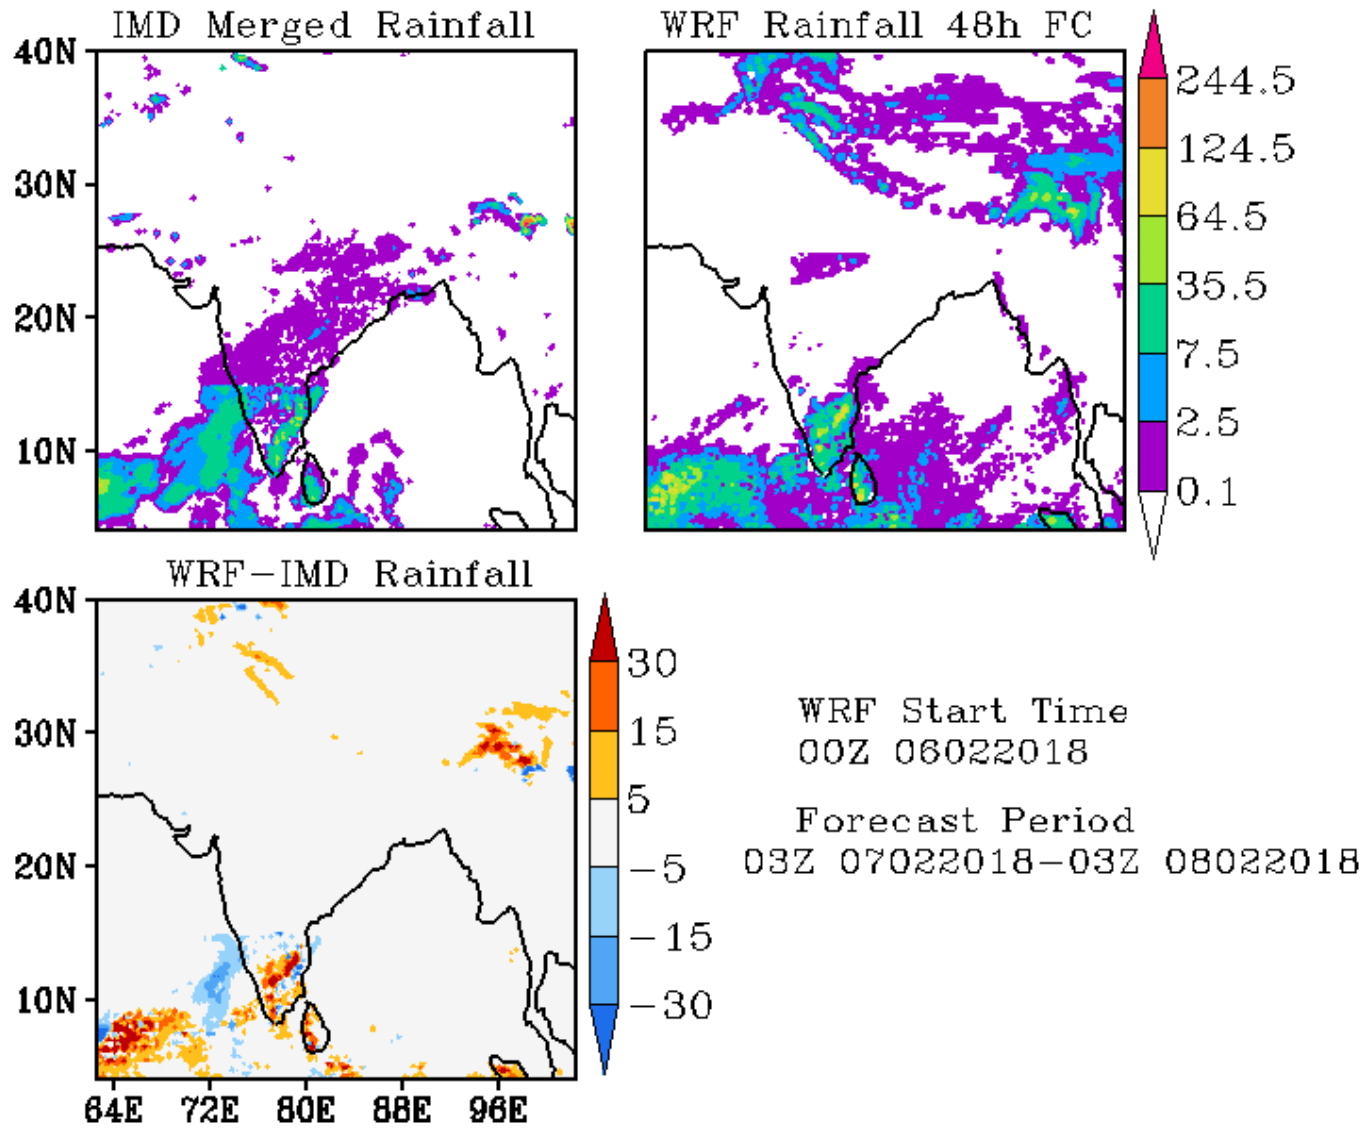 IMD Merged Rainfall
WRF Rainfall 48h FC
40N
30N
20N
10N
244.5
124.5
64.5
35.5
7.5
2.5
0.1
WRF-IMD Rainfall
40N
30N
20N
10N
64E 72E 80E 88E 96E
30
15
5
-5
-15
-30
WRF Start Time
00Z 06022018
Forecast Period
03Z 07022018-03Z 08022018